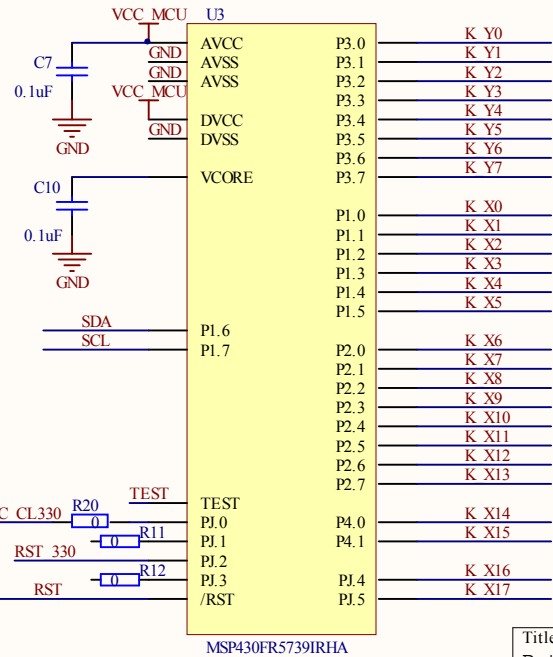 VCC_MCU
U3
AVCC
P3.0
K_Y0
GND
AVSS
P3.1
K_Y1
C7
GND
AVSS
P3.2
K_Y2
0.1uF
VCC_MCU
P3.3
K_Y3
DVCC
P3.4
K_Y4
GND
DVSS
P3.5
K_Y5
GND
P3.6
K_Y6
VCORE
P3.7
K_Y7
C10
0.1uF
GND
P1.0
K_X0
P1.1
K_X1
P1.2
K_X2
P1.3
K_X3
P1.4
K_X4
P1.5
K_X5
SDA
P1.6
SCL
P1.7
P2.0
K_X6
P2.1
K_X7
P2.2
K_X8
P2.3
K_X9
P2.4
K_X10
P2.5
K_X11
P2.6
K_X12
P2.7
K_X13
TEST
TEST
C_CL330
R20
0
PJ.0
P4.0
K_X14
0
R11
PJ.1
P4.1
K_X15
RST_330
PJ.2
0
R12
PJ.3
PJ.4
K_X16
RST
/RST
PJ.5
K_X17
MSP430FR5739IRHA
Title